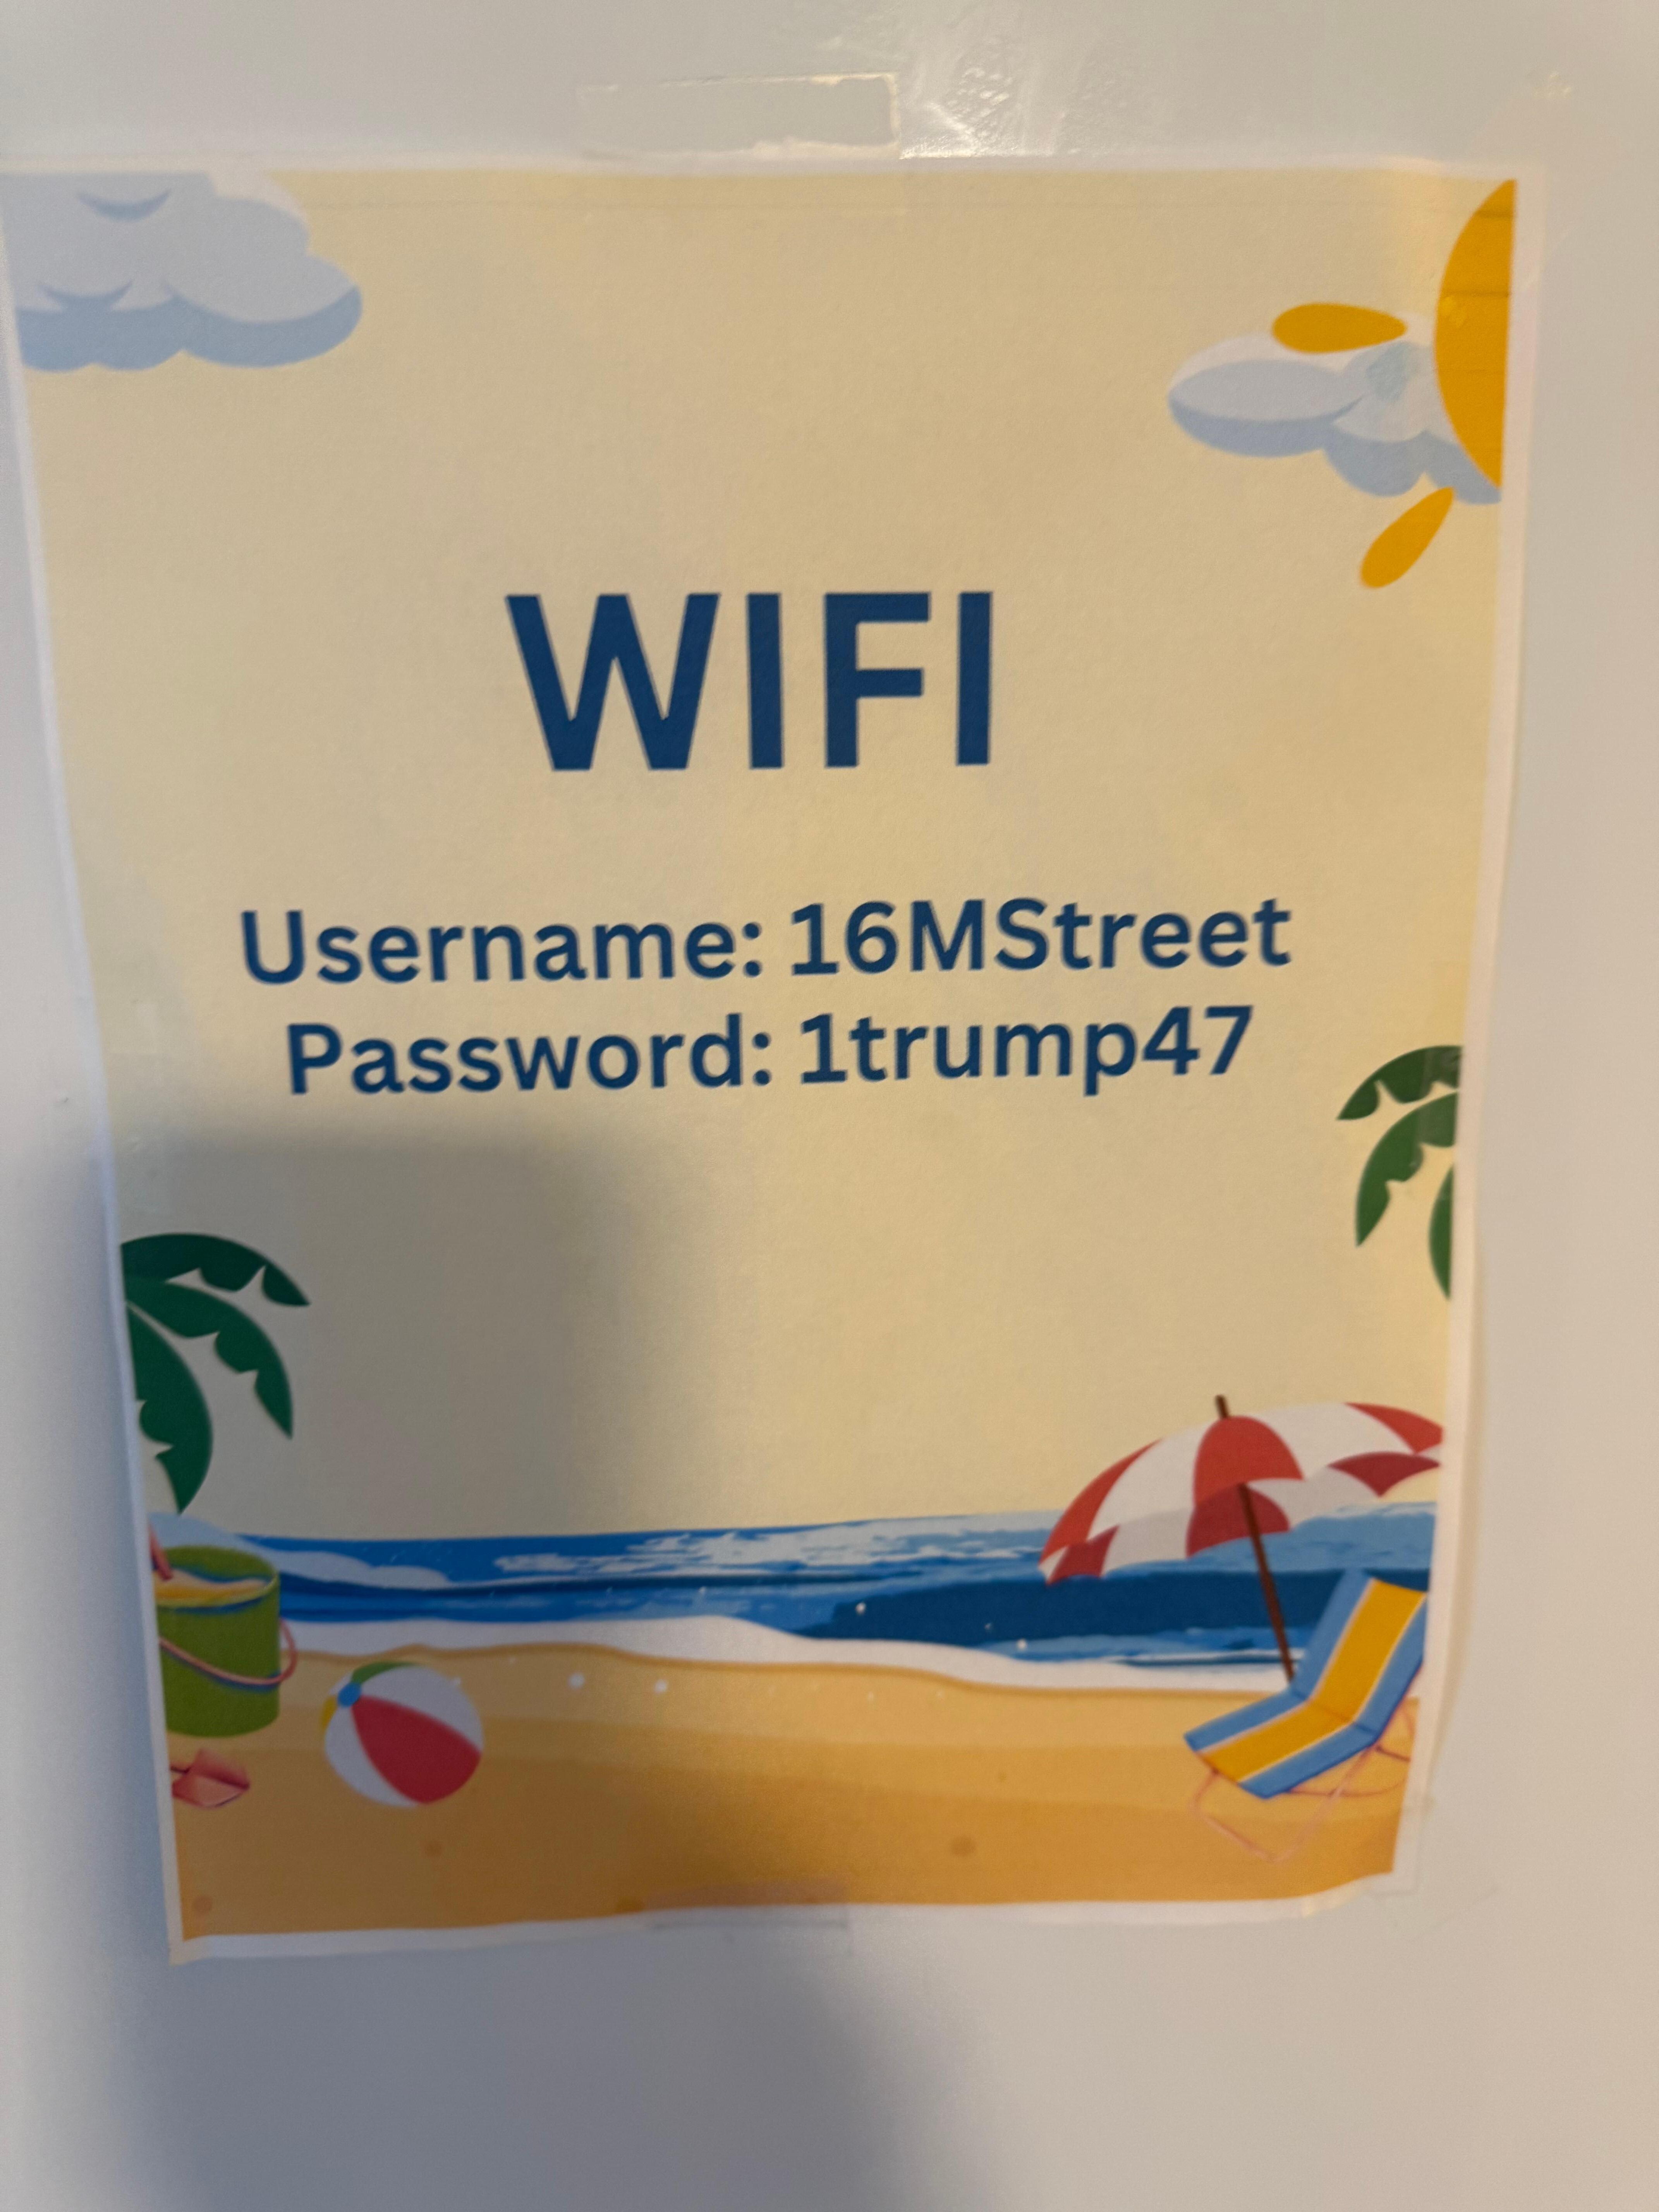 WIFI
Username: 16MStreet
Password: 1trump47